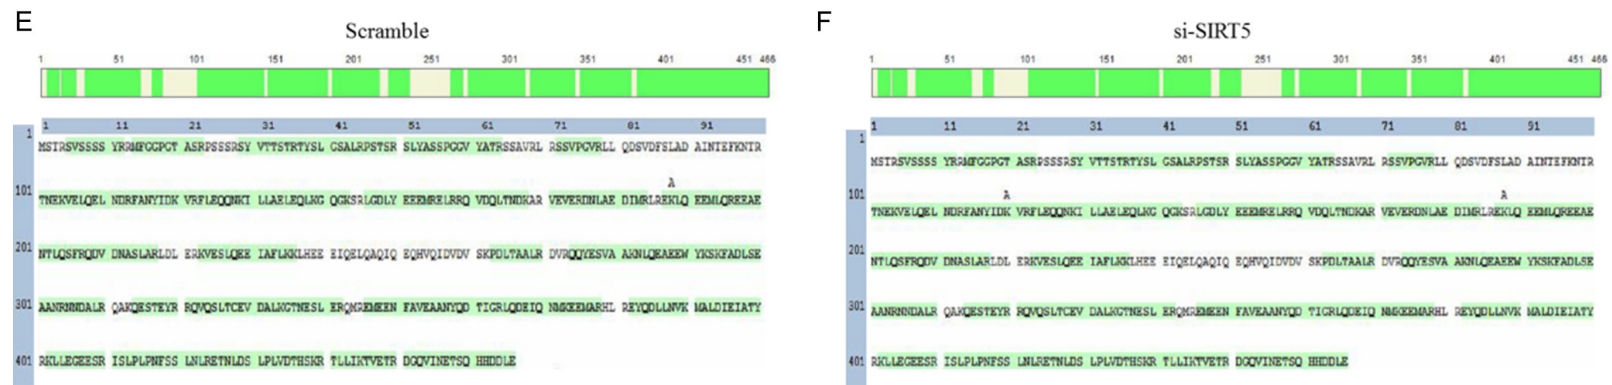 E
Scramble
1 51 101 151 201 251 301 351 401 451 466
1 11 21 31 41 51 61 71 81 91
1 MSTRSVSSSS YRRMFGGPGT ASRPSSSRSY VTTSTRTYSL GSALRPSTSR SLYASSPGGV YATRSSAVRL RSSVPGVRLL QDSVDFSLAD AINTEFKNTR
A
101 TNEKVELQEL NDRFANYIDK VRFLEQQNKI LLAELEQLKG QGKSRLGDLY EEEMRELRRQ VDQLTNDKAR VEVERDNLAE DIMRLREKLQ EEMLQREEAE
201 NTLQSFRQDV DNASLARLDL ERKVESLQEE IAFLKKLHEE EIQELQAQIQ EQHVQIDVDV SKPDLTAALR DVRQQYESVA AKNLQEAEEW YKSKFADLSE
301 AANRNNDALR QAKQESTEYR RQVQSLTCEV DALKGTNESL ERQMREMEEN FAVEAANYQD TIGRLQDEIQ NMKEEMARHL REYQDLLNVK MALDIEIATY
401 RKLLEGEESR ISLPLPNFSS LNLRETNLDS LPLVDTHSKR TLLIKTVETR DGQVINETSQ HHDDLE
F
si-SIRT5
1 51 101 151 201 251 301 351 401 451 466
1 11 21 31 41 51 61 71 81 91
1 MSTRSVSSSS YRRMFGGPGT ASRPSSSRSY VTTSTRTYSL GSALRPSTSR SLYASSPGGV YATRSSAVRL RSSVPGVRLL QDSVDFSLAD AINTEFKNTR
A A
101 TNEKVELQEL NDRFANYIDK VRFLEQQNKI LLAELEQLKG QGKSRLGDLY EEEMRELRRQ VDQLTNDKAR VEVERDNLAE DIMRLREKLQ EEMLQREEAE
201 NTLQSFRQDV DNASLARLDL ERKVESLQEE IAFLKKLHEE EIQELQAQIQ EQHVQIDVDV SKPDLTAALR DVRQQYESVA AKNLQEAEEW YKSKFADLSE
301 AANRNNDALR QAKQESTEYR RQVQSLTCEV DALKGTNESL ERQMREMEEN FAVEAANYQD TIGRLQDEIQ NMKEEMARHL REYQDLLNVK MALDIEIATY
401 RKLLEGEESR ISLPLPNFSS LNLRETNLDS LPLVDTHSKR TLLIKTVETR DGQVINETSQ HHDDLE